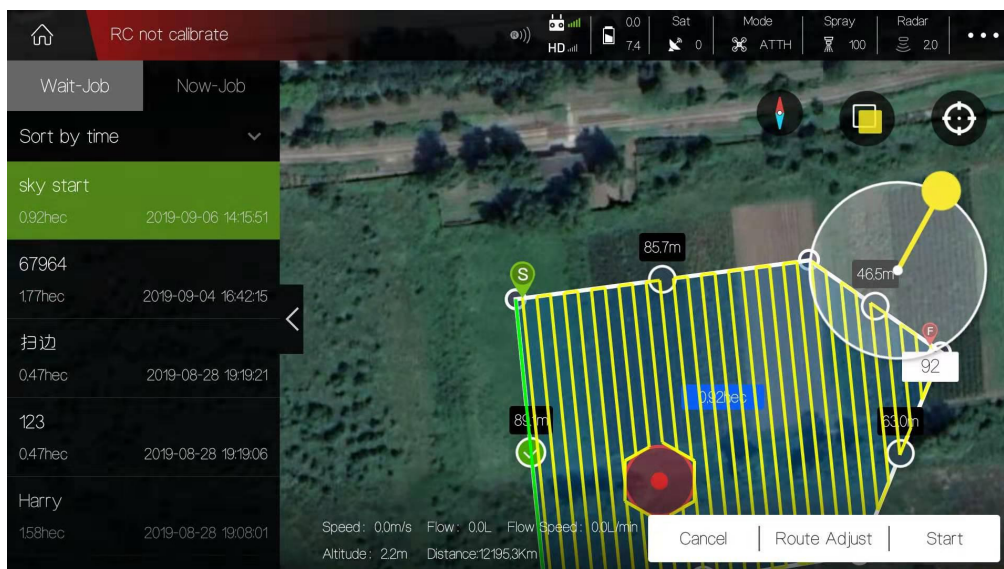 RC not calibrate
HD
0.0
7.4
Sat
0
Mode
ATTH
Spray
100
Radar
2.0
Wait-Job
Now-Job
Sort by time
sky start
0.92hec 2019-09-06 14:15:51
67964
1.77hec 2019-09-04 16:42:15
扫边
0.47hec 2019-08-28 19:19:21
123
0.47hec 2019-08-28 19:19:06
Harry
1.58hec 2019-08-28 19:08:01
85.7m
46.5m
S
F
92
0.92hec
89.1m
63.0m
Speed: 0.0m/s Flow: 0.0L Flow Speed: 0.0L/min
Altitude: 2.2m Distance:12195.3Km
Cancel
Route Adjust
Start